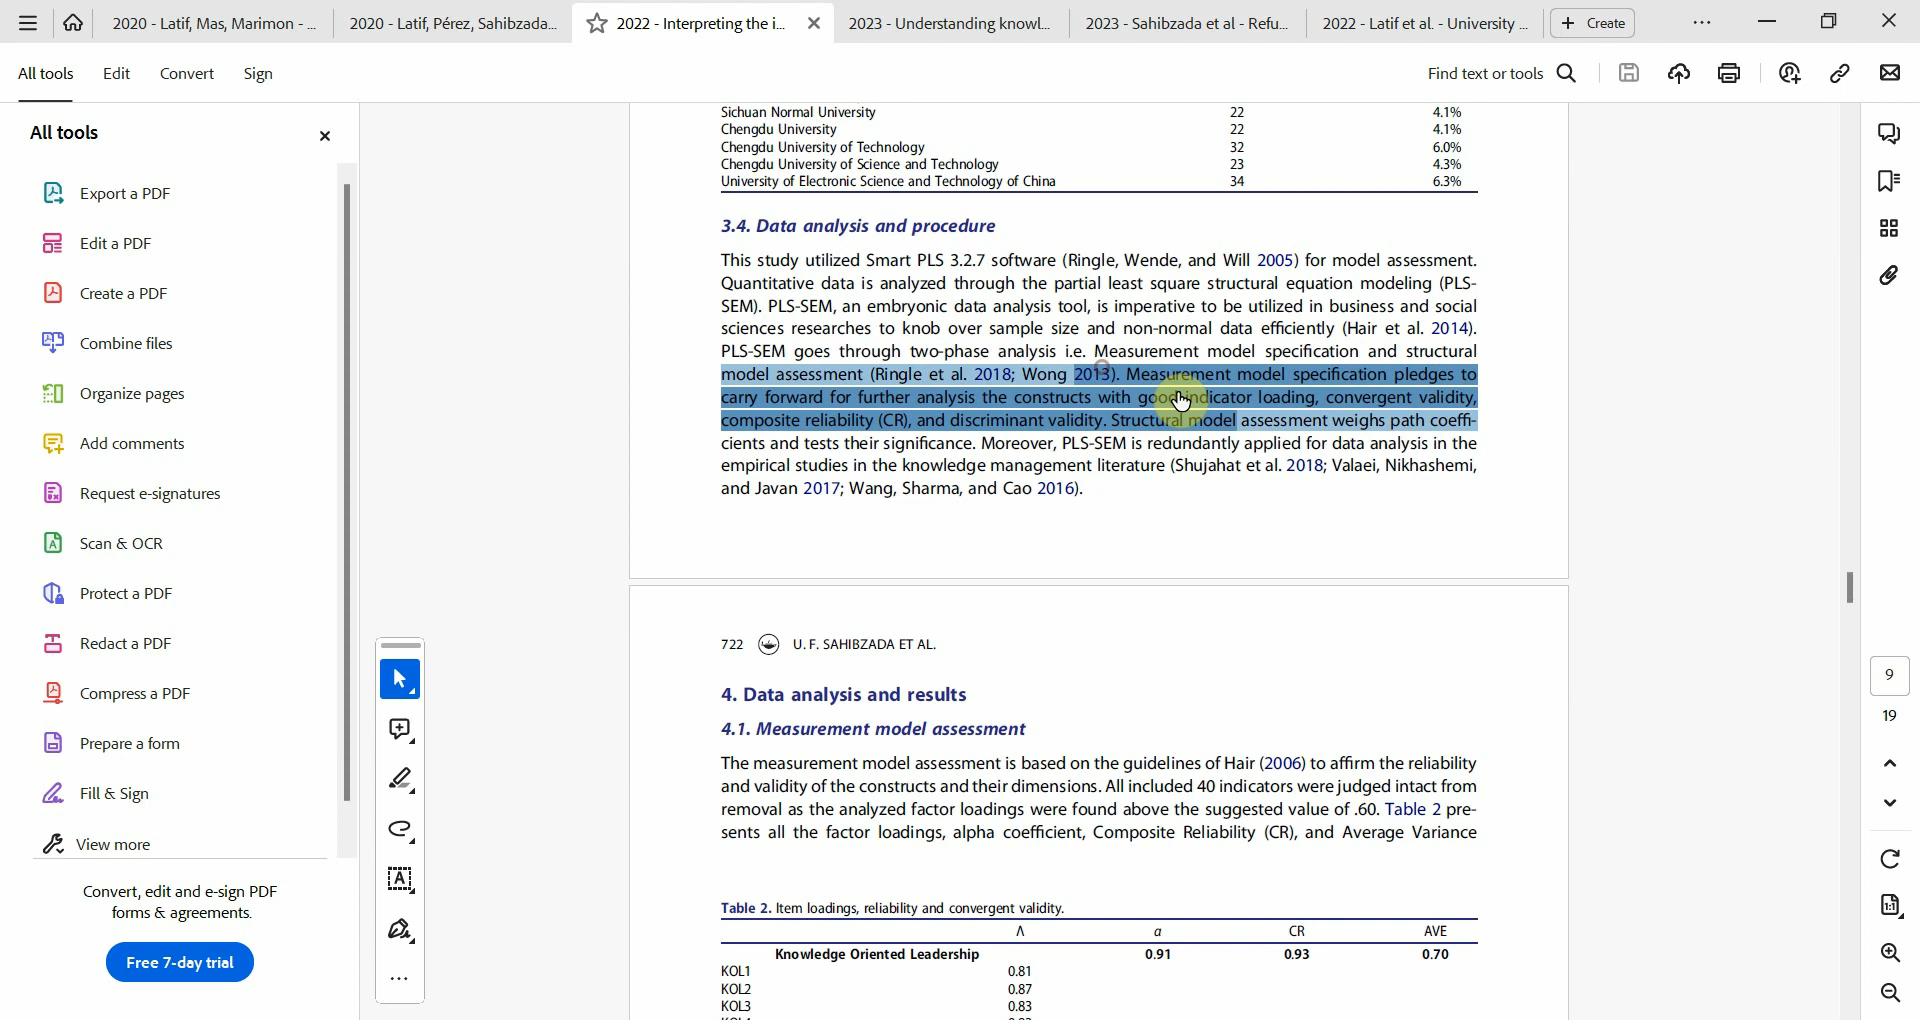 2020 - Latif, Mas, Marimon - ...
2020 - Latif, Pérez, Sahibzada...
2022 - Interpreting the i...
2023 - Understanding knowl...
2023 - Sahibzada et al - Refu...
2022 - Latif et al. - University ...
+ Create
All tools
Edit
Convert
Sign
Find text or tools
All tools
Export a PDF
Edit a PDF
Create a PDF
Combine files
Organize pages
Add comments
Request e-signatures
Scan & OCR
Protect a PDF
Redact a PDF
Compress a PDF
Prepare a form
Fill & Sign
View more
Convert, edit and e-sign PDF
forms & agreements.
Free 7-day trial
Sichuan Normal University 22 4.1%
Chengdu University 22 4.1%
Chengdu University of Technology 32 6.0%
Chengdu University of Science and Technology 23 4.3%
University of Electronic Science and Technology of China 34 6.3%
3.4. Data analysis and procedure
This study utilized Smart PLS 3.2.7 software (Ringle, Wende, and Will 2005) for model assessment.
Quantitative data is analyzed through the partial least square structural equation modeling (PLS-
SEM). PLS-SEM, an embryonic data analysis tool, is imperative to be utilized in business and social
sciences researches to knob over sample size and non-normal data efficiently (Hair et al. 2014).
PLS-SEM goes through two-phase analysis i.e. Measurement model specification and structural
model assessment (Ringle et al. 2018; Wong 2013). Measurement model specification pledges to
carry forward for further analysis the constructs with good indicator loading, convergent validity,
composite reliability (CR), and discriminant validity. Structural model assessment weighs path coeffi-
cients and tests their significance. Moreover, PLS-SEM is redundantly applied for data analysis in the
empirical studies in the knowledge management literature (Shujahat et al. 2018; Valaei, Nikhashemi,
and Javan 2017; Wang, Sharma, and Cao 2016).
722 U. F. SAHIBZADA ET AL.
4. Data analysis and results
4.1. Measurement model assessment
The measurement model assessment is based on the guidelines of Hair (2006) to affirm the reliability
and validity of the constructs and their dimensions. All included 40 indicators were judged intact from
removal as the analyzed factor loadings were found above the suggested value of .60. Table 2 pre-
sents all the factor loadings, alpha coefficient, Composite Reliability (CR), and Average Variance
Table 2. Item loadings, reliability and convergent validity.
Λ α CR AVE
Knowledge Oriented Leadership 0.91 0.93 0.70
KOL1 0.81
KOL2 0.87
KOL3 0.83
9
19